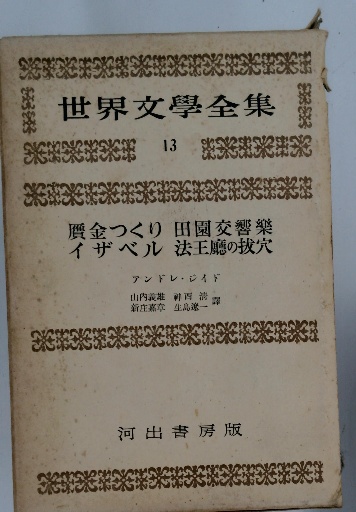 世界文學全集
13
贋金つくり 田園交響樂
イザベル 法王廳の拔穴
アンドレ・ジイド
山内義雄 神西清
新庄嘉章 生島遼一 譯
河出書房版